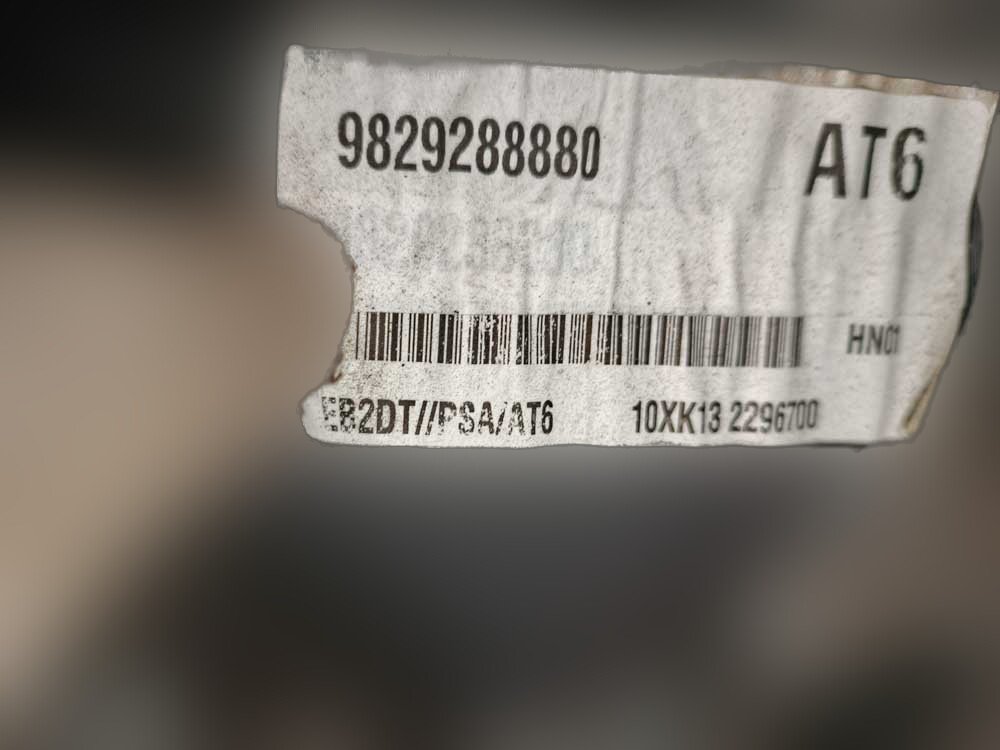 9829288880 AT6
HN01
EB2DT//PSA/AT6 10XK13 2296700